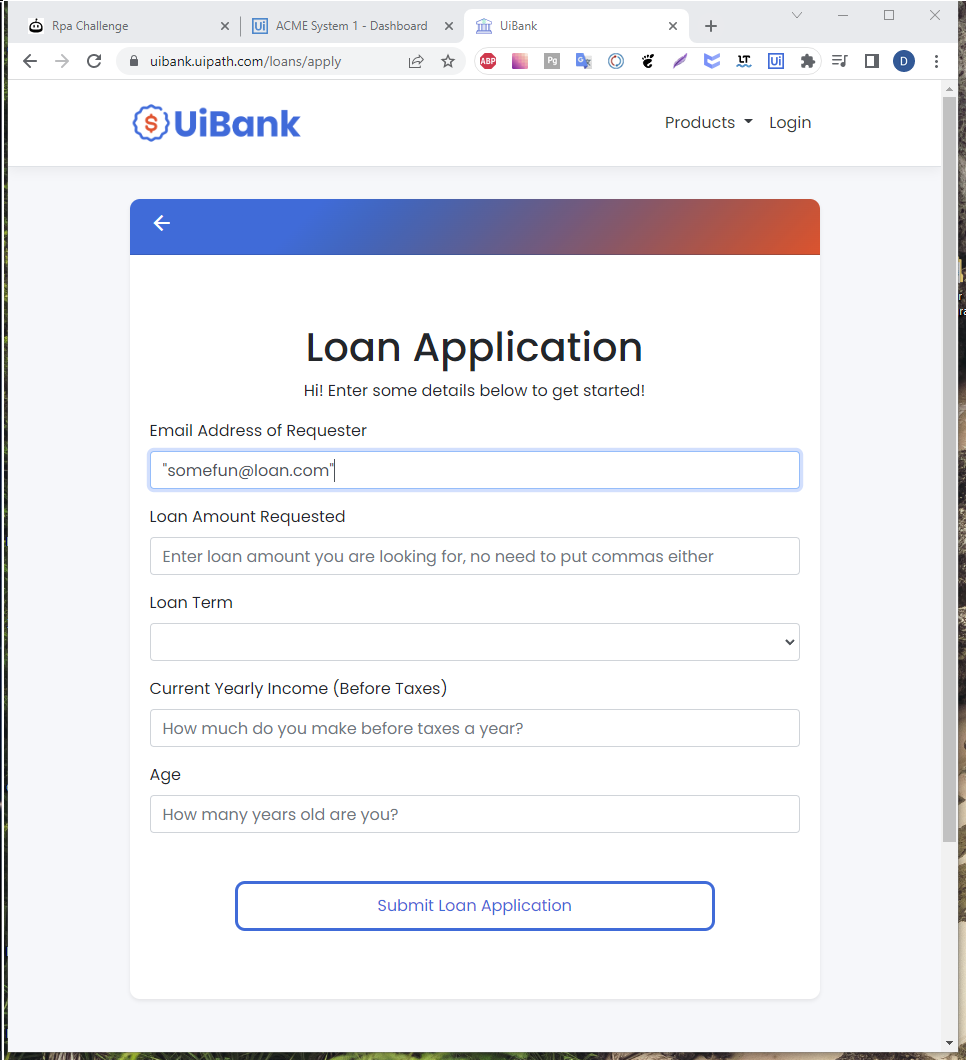 Rpa Challenge
Ui ACME System 1 - Dashboard
UiBank
uibank.uipath.com/loans/apply
ABP
Pg
G
LT
Ui
D
$ UiBank
Products
Login
Loan Application
Hi! Enter some details below to get started!
Email Address of Requester
"somefun@loan.com"
Loan Amount Requested
Enter loan amount you are looking for, no need to put commas either
Loan Term
Current Yearly Income (Before Taxes)
How much do you make before taxes a year?
Age
How many years old are you?
Submit Loan Application